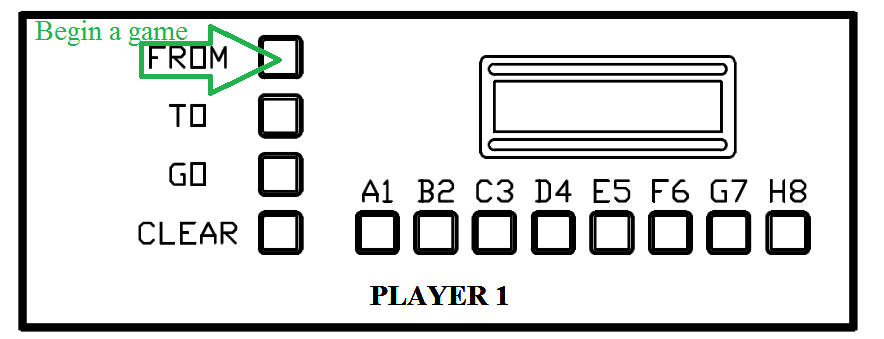 Begin a game
FROM
TO
GO
CLEAR
A1 B2 C3 D4 E5 F6 G7 H8
PLAYER 1